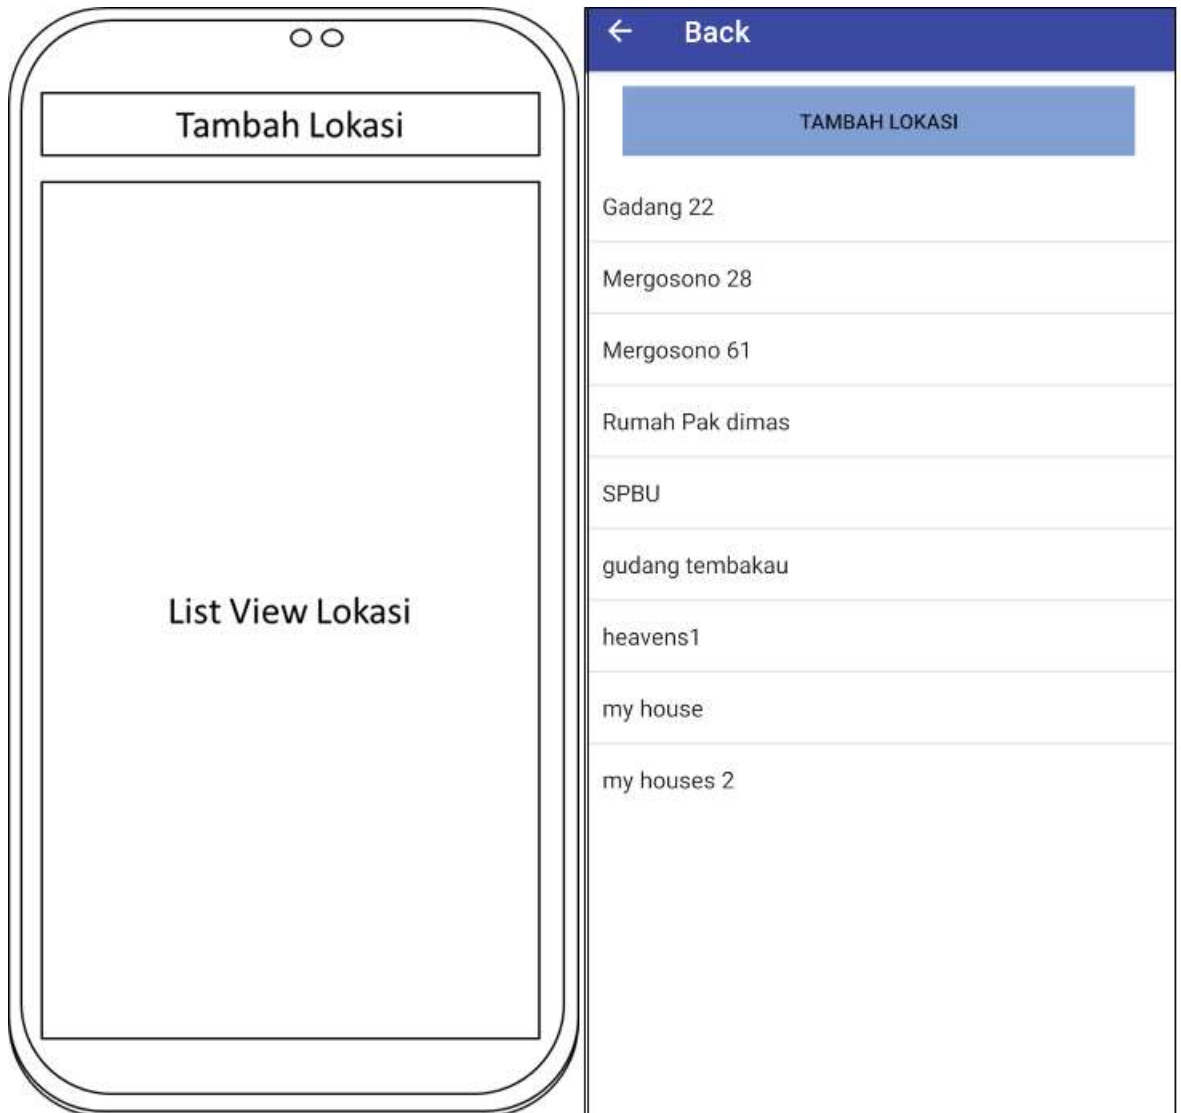 Tambah Lokasi
List View Lokasi
Back
TAMBAH LOKASI
Gadang 22
Mergosono 28
Mergosono 61
Rumah Pak dimas
SPBU
gudang tembakau
heavens1
my house
my houses 2